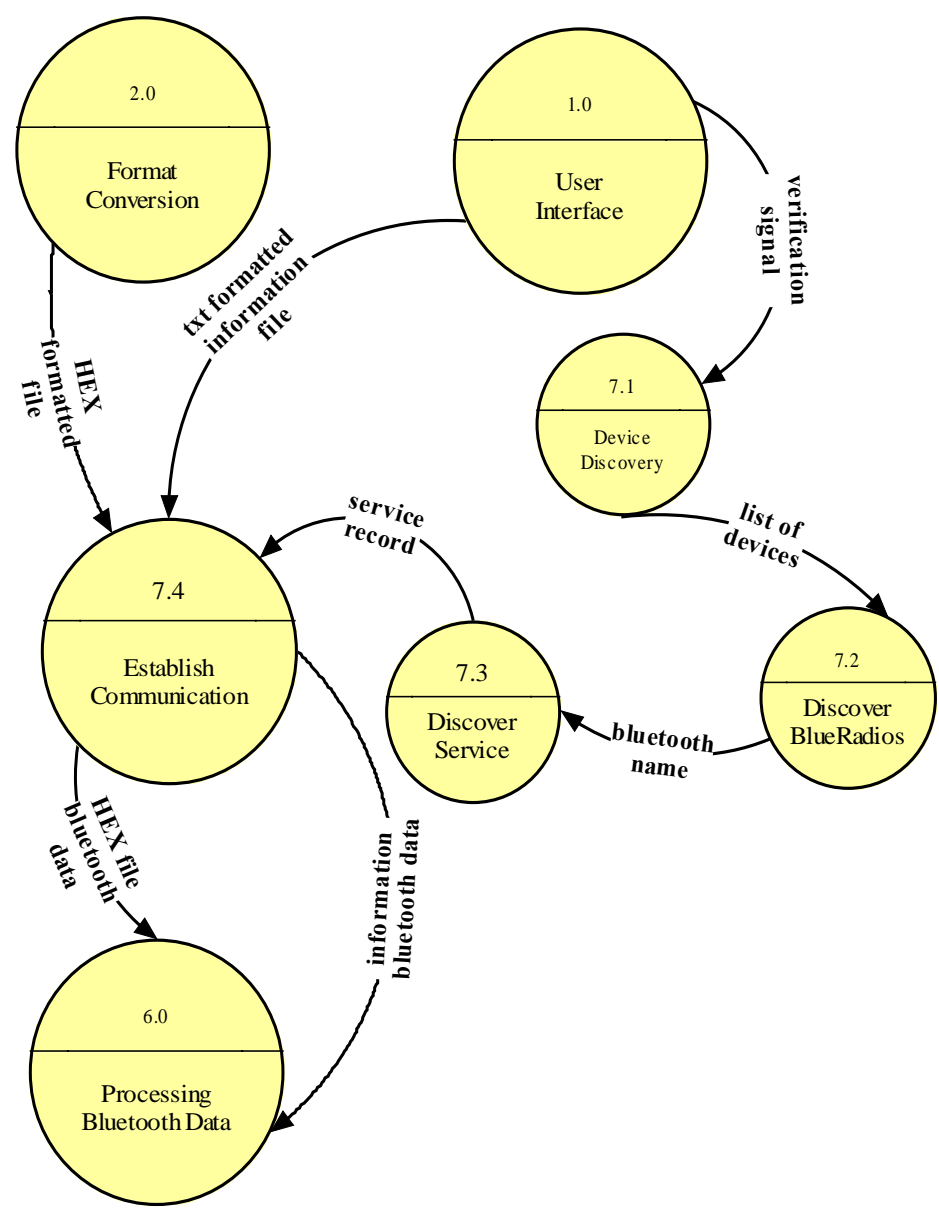 2.0
Format
Conversion
1.0
User
Interface
verification
signal
txt formatted
information
file
HEX
formatted
file
7.1
Device
Discovery
list of
devices
service
record
7.4
Establish
Communication
7.3
Discover
Service
7.2
Discover
BlueRadios
bluetooth
name
HEX file
bluetooth
data
information
bluetooth data
6.0
Processing
Bluetooth Data